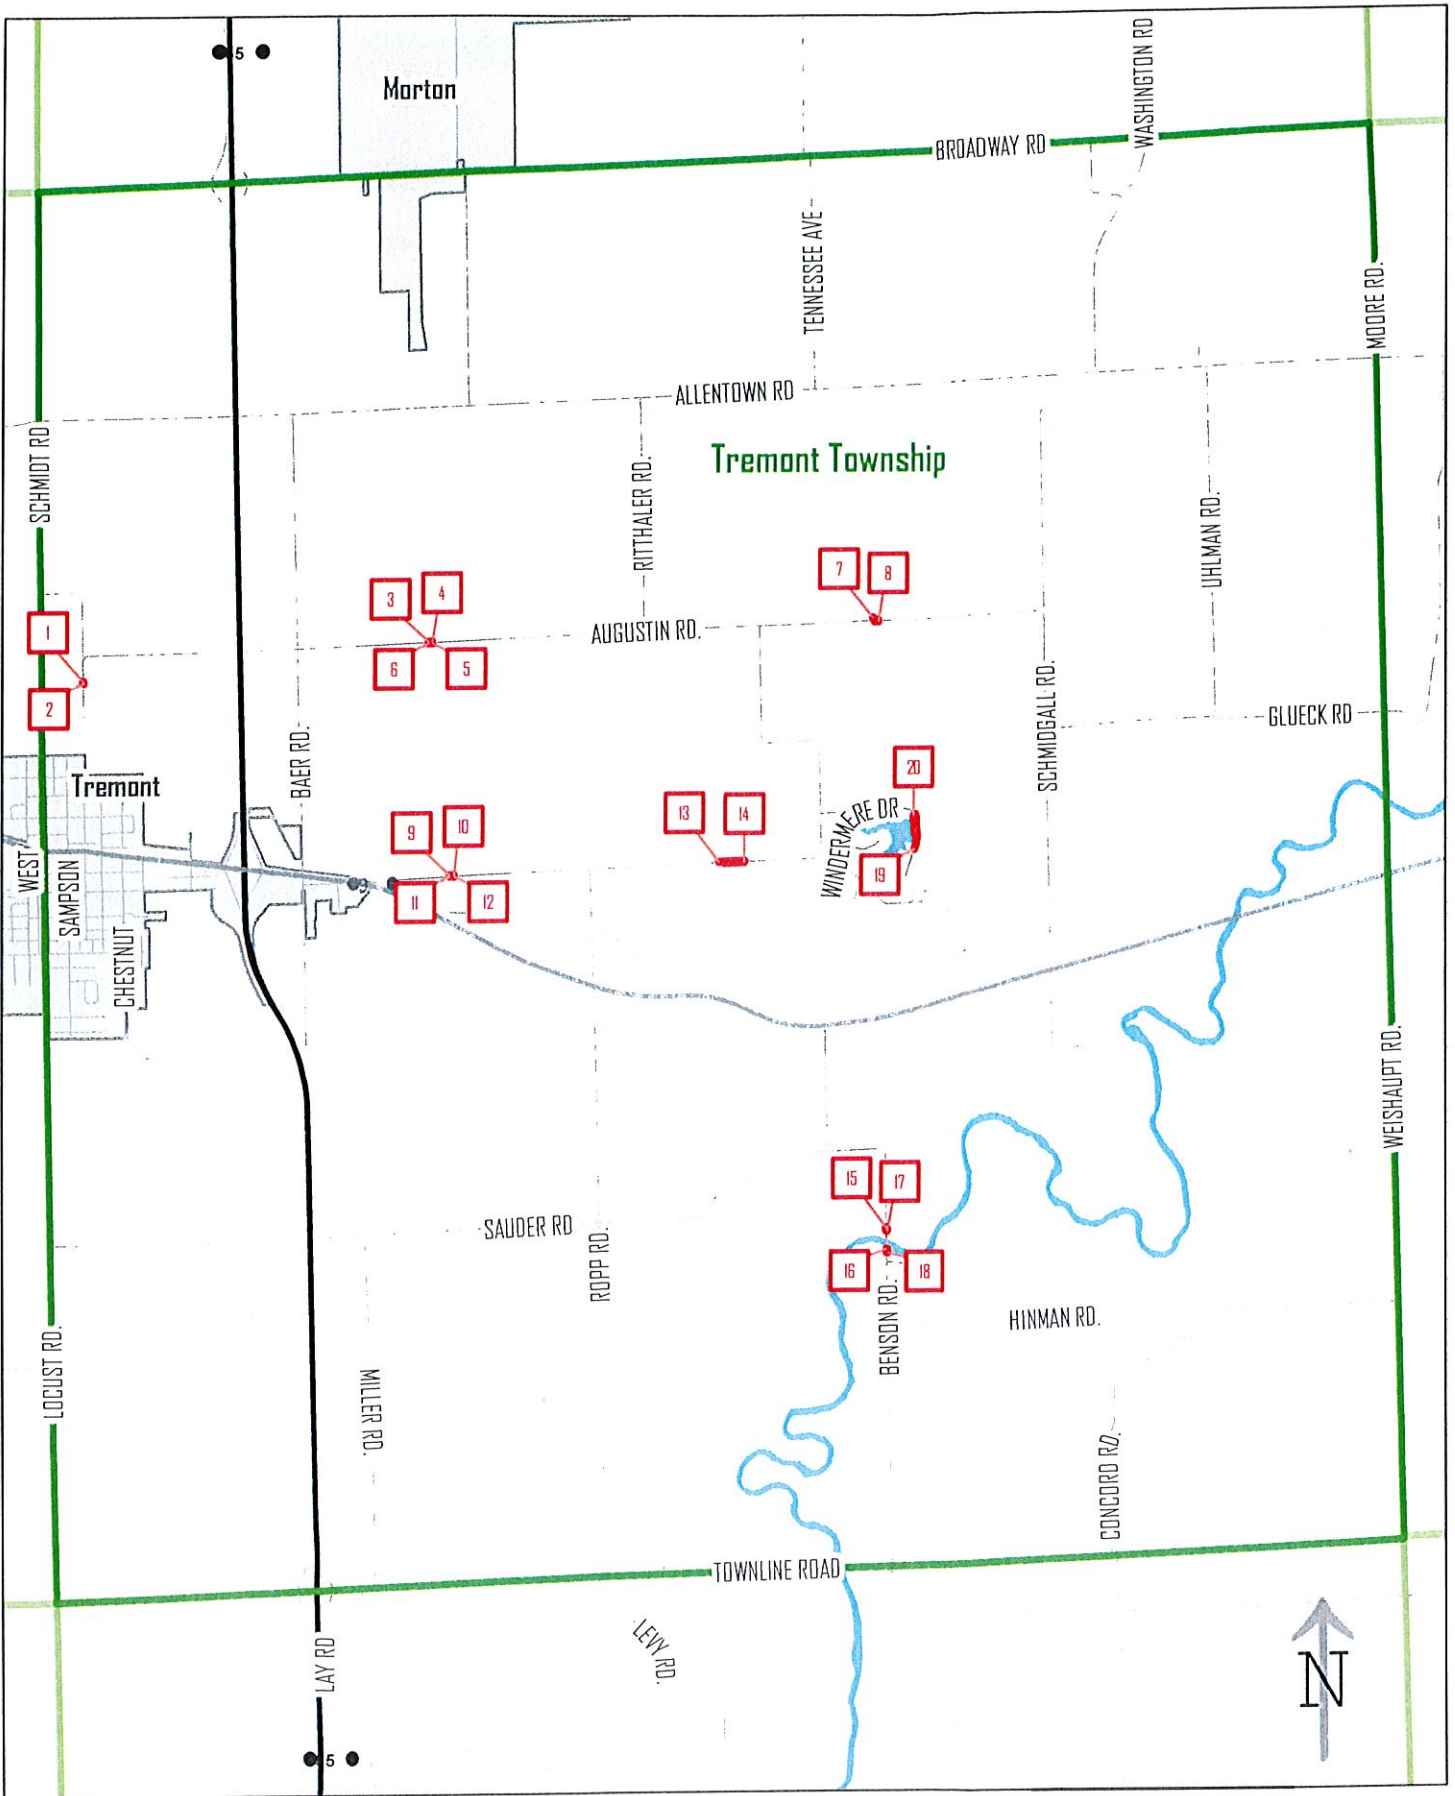 5
Morton
WASHINGTON RD
BROADWAY RD
TENNESSEE AVE
MOORE RD.
ALLENTOWN RD
SCHMIDT RD
Tremont Township
RITTHALER RD.
UHLMAN RD.
7
8
3
4
1
AUGUSTIN RD.
6
5
2
SCHMIDGALL RD.
GLUECK RD
BAER RD.
20
Tremont
13
14
WINDERMERE DR
9
10
WEST
SAMPSON
19
11
12
CHESTNUT
WEISHAUPT RD.
15
17
SAUDER RD
ROPP RD.
16
18
BENSON RD.
HINMAN RD.
LOCUST RD.
MILLER RD.
CONCORD RD.
TOWNLINE ROAD
LEVY RD.
LAY RD
N
5